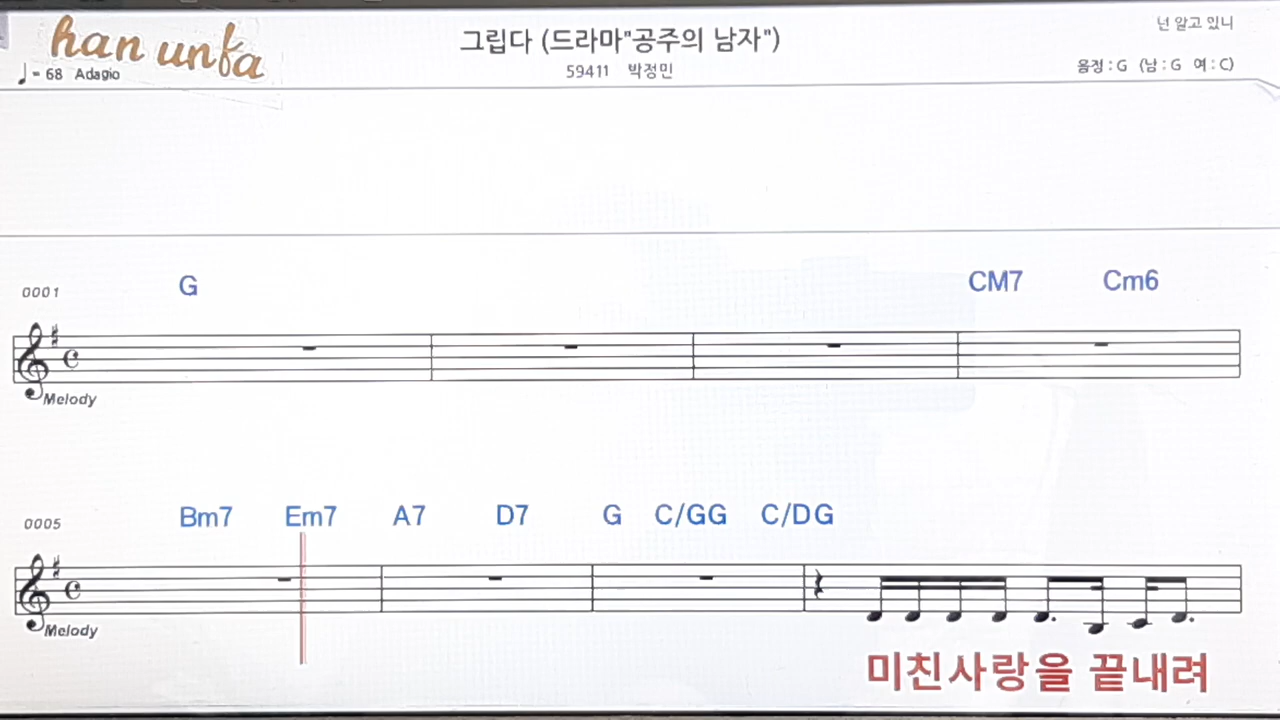 han unfa
그립다 (드라마"공주의 남자")
넌 알고 있니
♩= 68 Adagio
59411 박정민
음정 : G (남 : G 여 : C)
0001 G CM7 Cm6
Melody
0005 Bm7 Em7 A7 D7 G C/GG C/DG
Melody
미친사랑을 끝내려